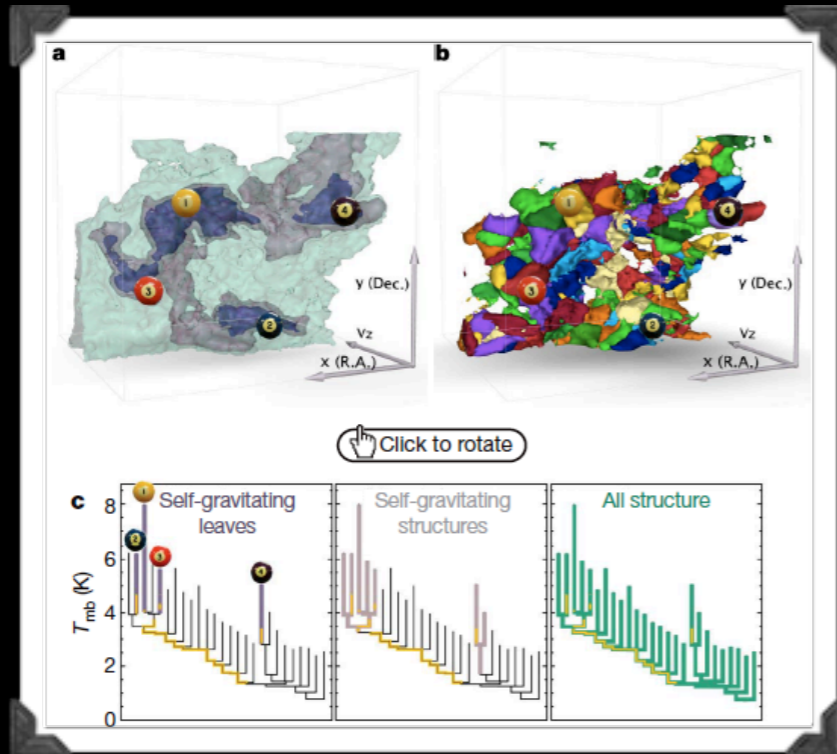 a
b
1
4
3
2
y (Dec.)
vz
x (R.A.)
1
4
3
2
y (Dec.)
vz
x (R.A.)
Click to rotate
c
8
6
4
2
0
Tmb (K)
Self-gravitating
leaves
1
2
3
4
Self-gravitating
structures
All structure